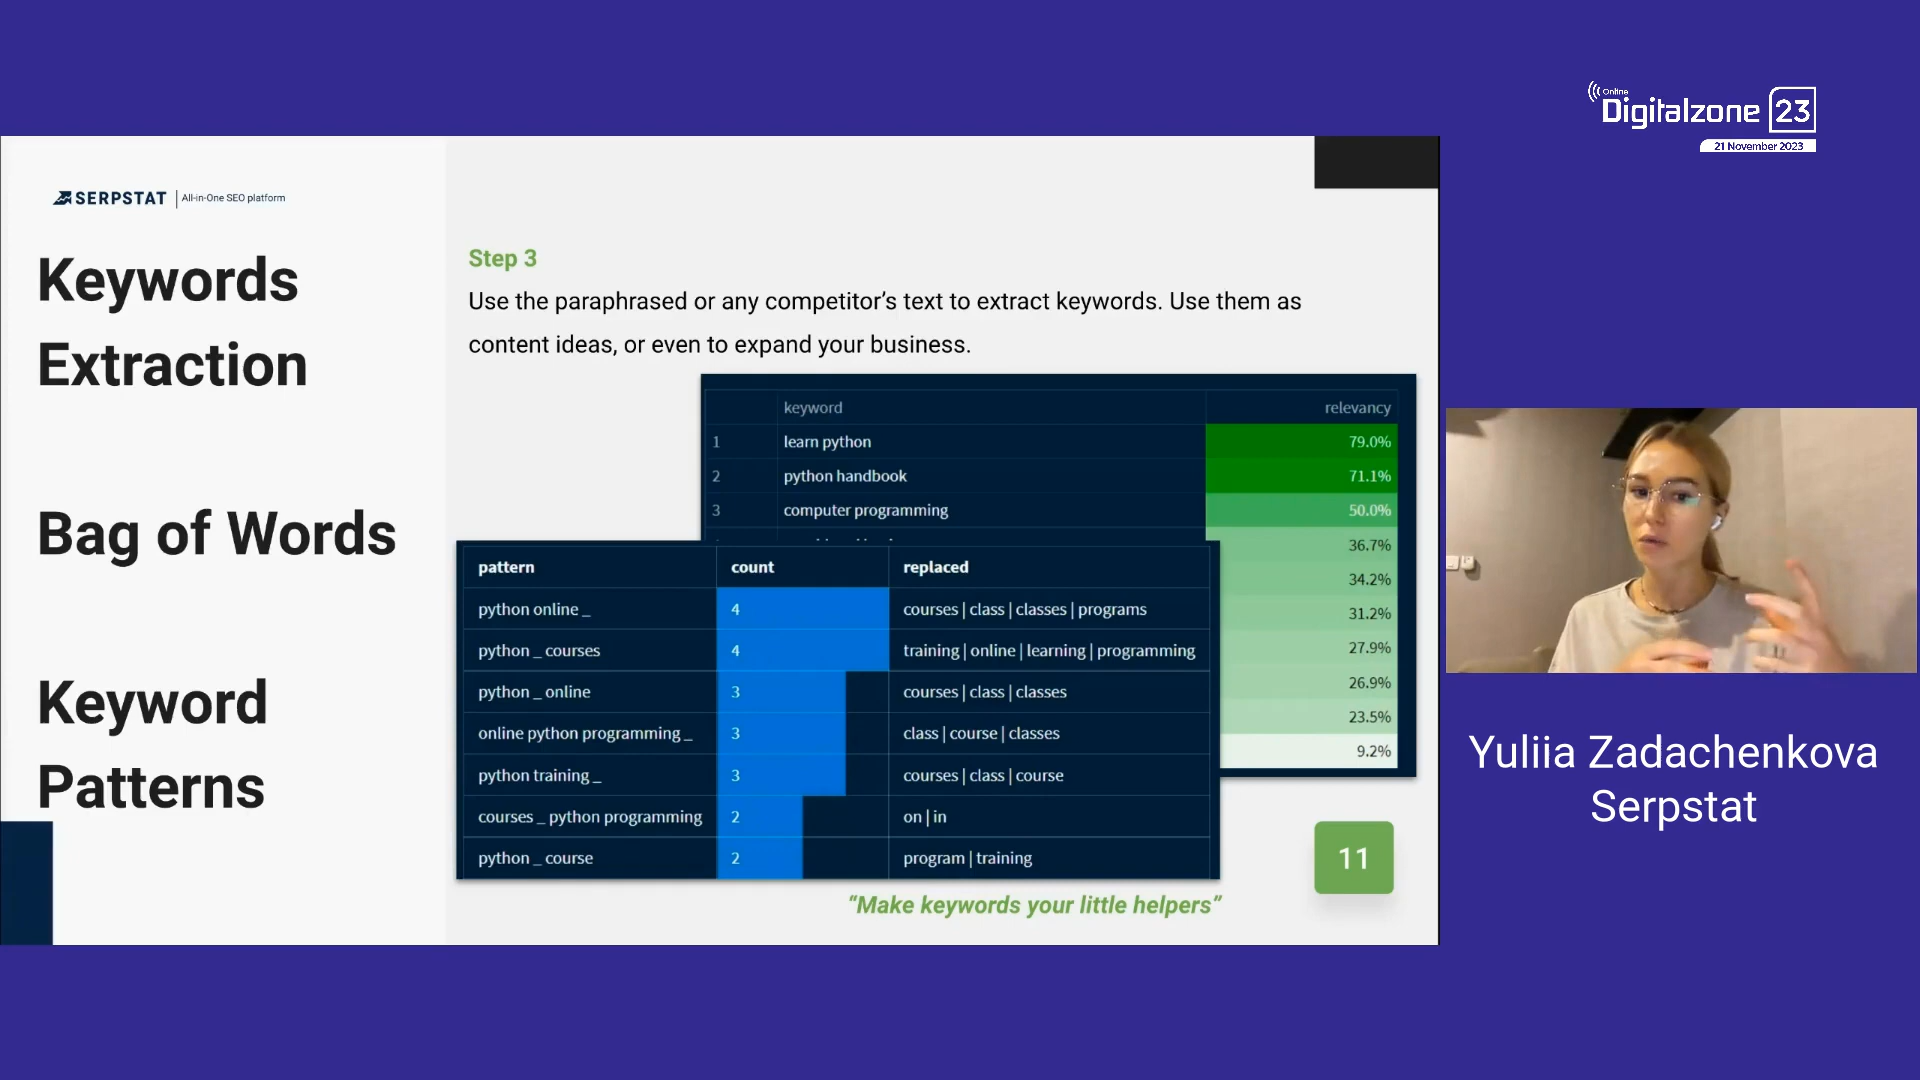 Online
Digitalzone 23
21 November 2023
SERPSTAT | All-in-One SEO platform
Keywords
Extraction
Bag of Words
Keyword
Patterns
Step 3
Use the paraphrased or any competitor’s text to extract keywords. Use them as
content ideas, or even to expand your business.
keyword relevancy
1 learn python 79.0%
2 python handbook 71.1%
3 computer programming 50.0%
36.7%
34.2%
31.2%
27.9%
26.9%
23.5%
9.2%
pattern count replaced
python online _ 4 courses | class | classes | programs
python _ courses 4 training | online | learning | programming
python _ online 3 courses | class | classes
online python programming _ 3 class | course | classes
python training _ 3 courses | class | course
courses _ python programming 2 on | in
python _ course 2 program | training
“Make keywords your little helpers”
11
Yuliia Zadachenkova
Serpstat